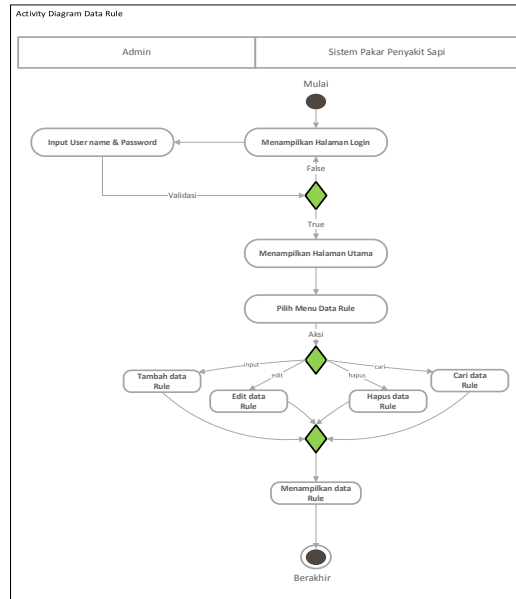 Activity Diagram Data Rule
Admin
Sistem Pakar Penyakit Sapi
Mulai
Input User name & Password
Menampilkan Halaman Login
False
Validasi
True
Menampilkan Halaman Utama
Pilih Menu Data Rule
Aksi
input
edit
hapus
cari
Tambah data
Rule
Edit data
Rule
Hapus data
Rule
Cari data
Rule
Menampilkan data
Rule
Berakhir